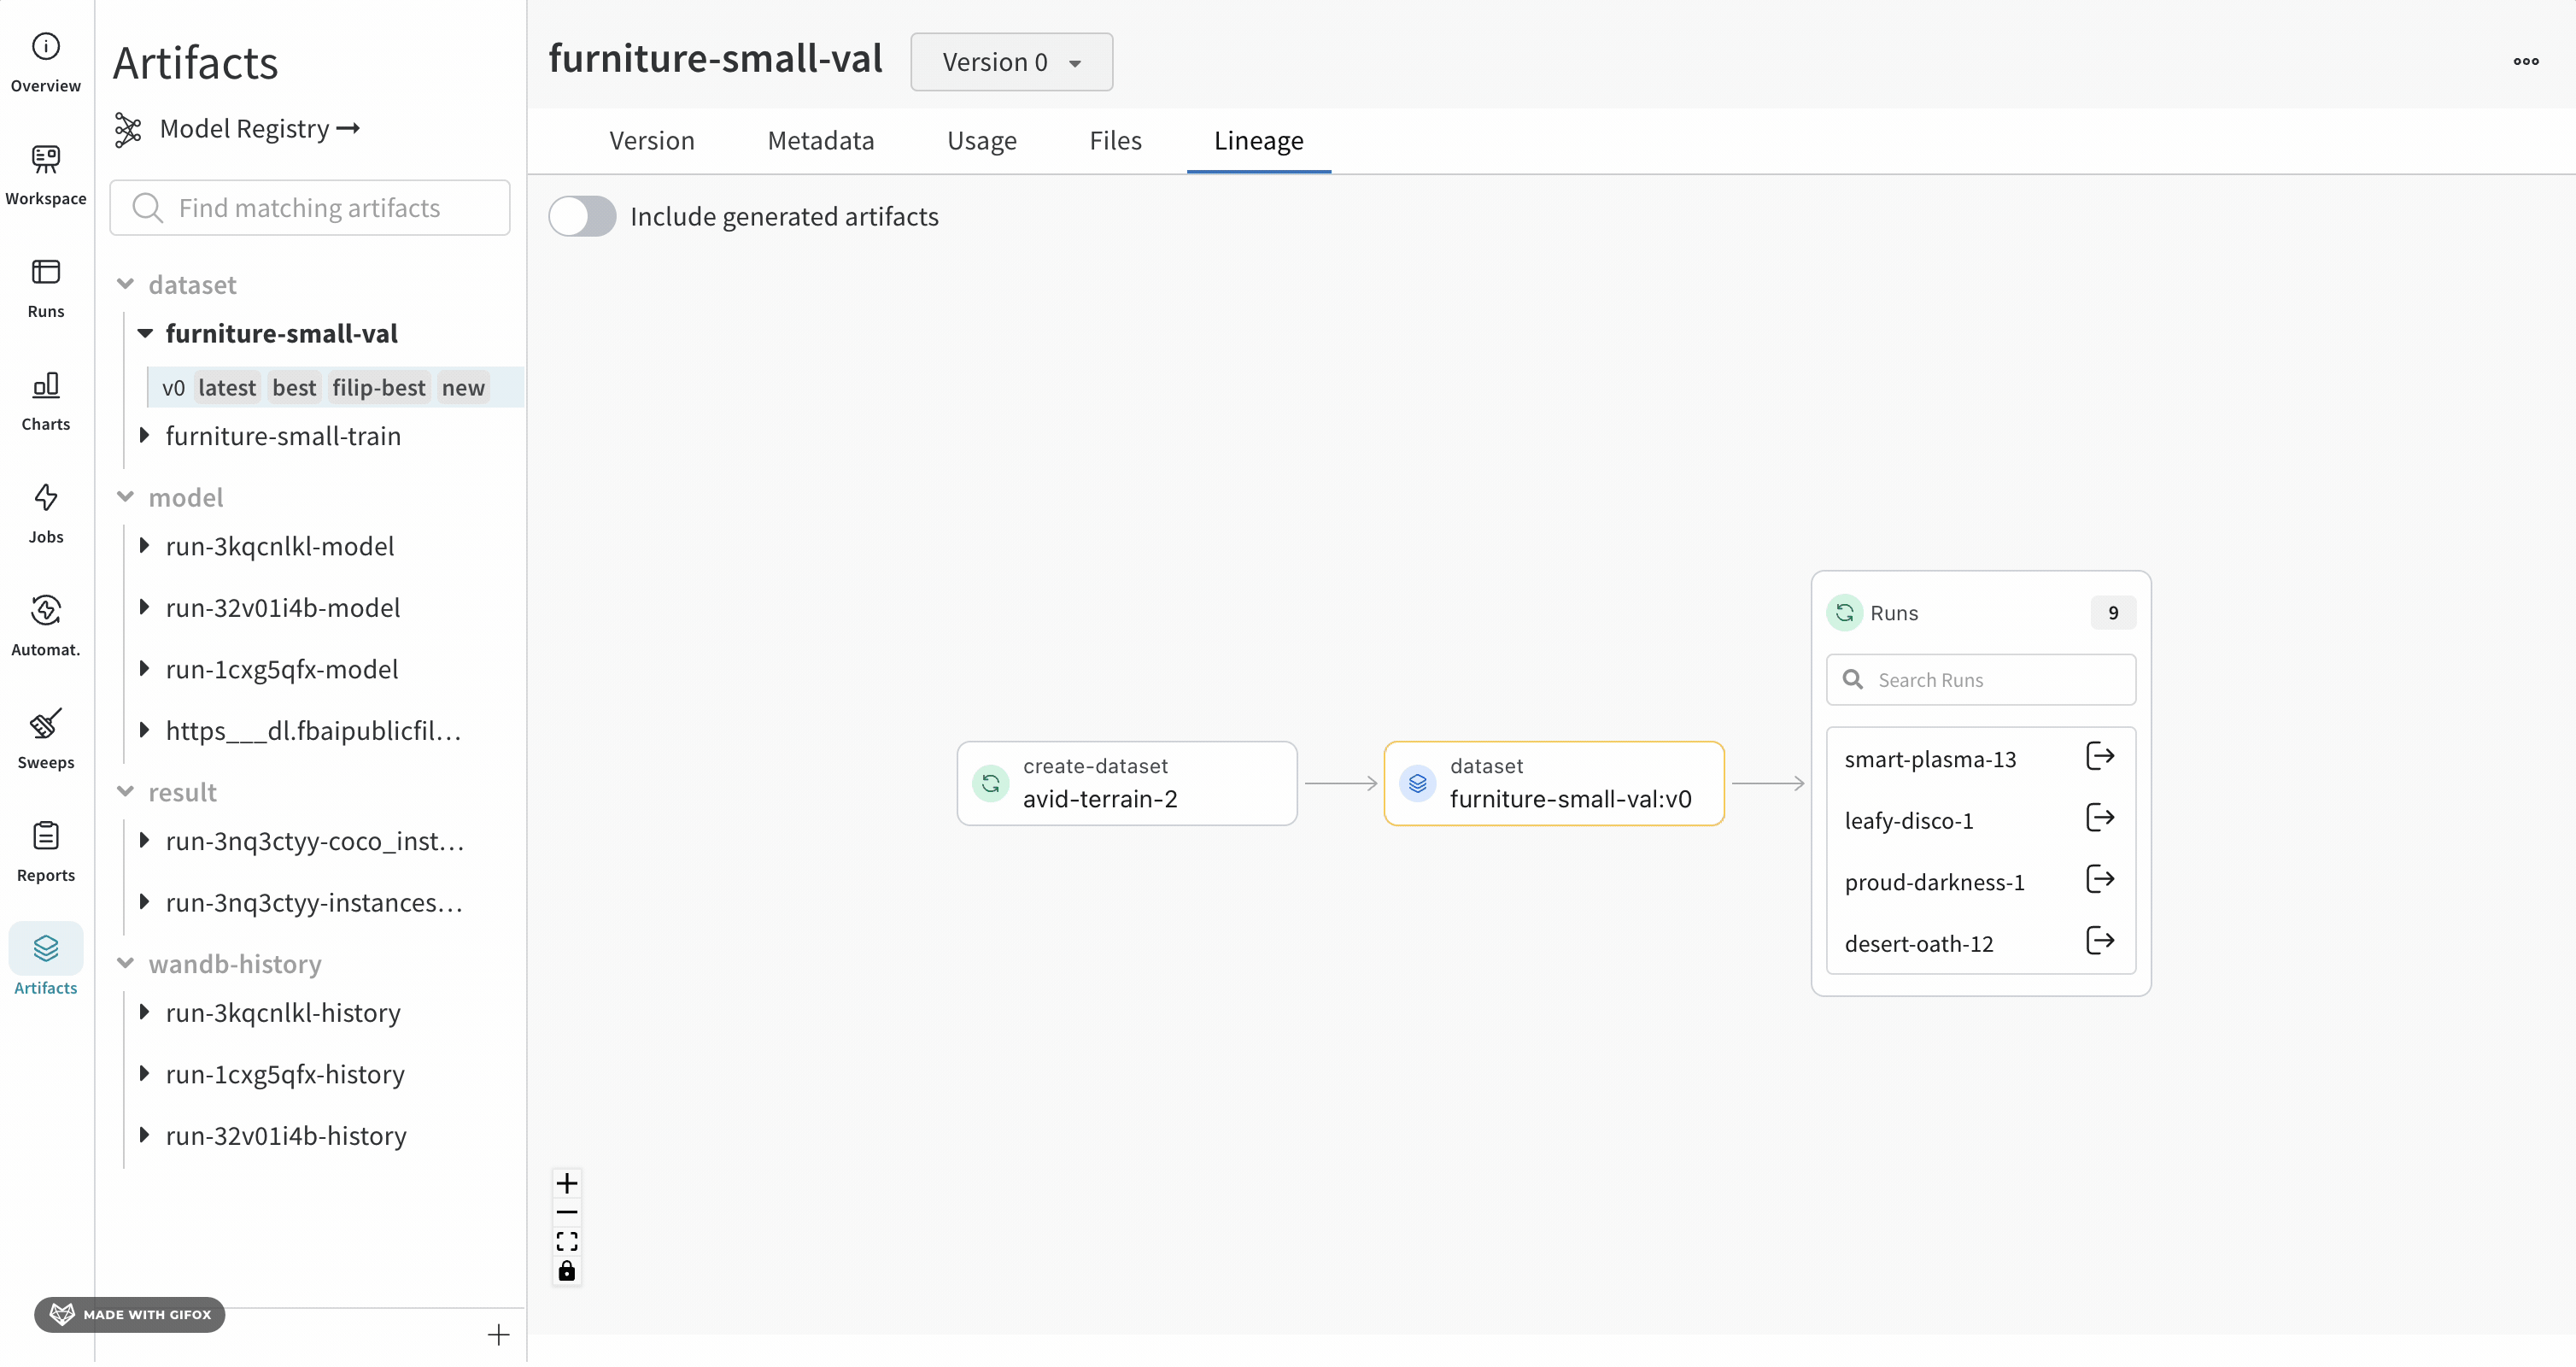 Overview
Workspace
Runs
Charts
Jobs
Automat.
Sweeps
Reports
Artifacts
Artifacts
Model Registry
Find matching artifacts
dataset
furniture-small-val
v0 latest best filip-best new
furniture-small-train
model
run-3kqcnlkl-model
run-32v01i4b-model
run-1cxg5qfx-model
https___dl.fbaipublicfil...
result
run-3nq3ctyy-coco_inst...
run-3nq3ctyy-instances...
wandb-history
run-3kqcnlkl-history
run-1cxg5qfx-history
run-32v01i4b-history
MADE WITH GIFOX
furniture-small-val Version 0
Version Metadata Usage Files Lineage
Include generated artifacts
create-dataset
avid-terrain-2
dataset
furniture-small-val:v0
Runs 9
Search Runs
smart-plasma-13
leafy-disco-1
proud-darkness-1
desert-oath-12